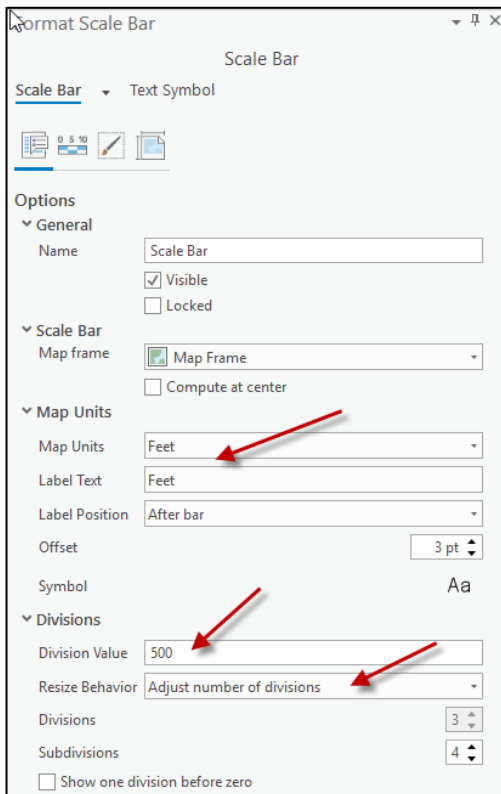 Format Scale Bar
Scale Bar
Scale Bar Text Symbol
0 5 10
Options
General
Name Scale Bar
Visible
Locked
Scale Bar
Map frame Map Frame
Compute at center
Map Units
Map Units Feet
Label Text Feet
Label Position After bar
Offset 3 pt
Symbol Aa
Divisions
Division Value 500
Resize Behavior Adjust number of divisions
Divisions 3
Subdivisions 4
Show one division before zero